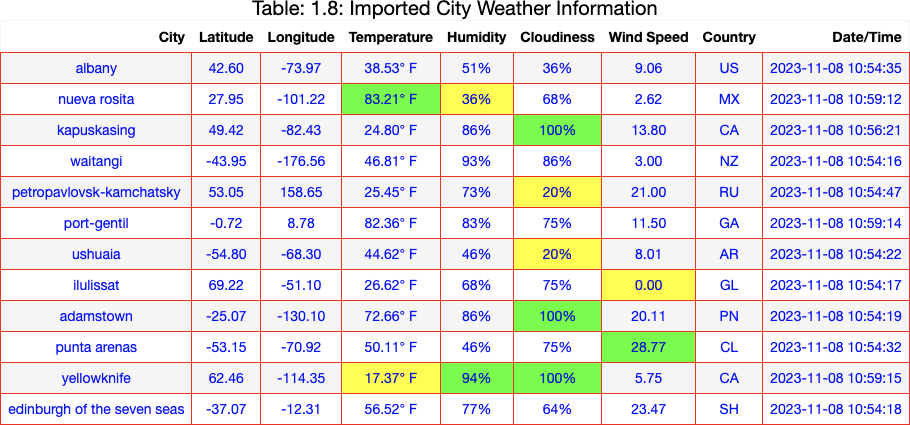 Table: 1.8: Imported City Weather Information
City Latitude Longitude Temperature Humidity Cloudiness Wind Speed Country Date/Time
albany 42.60 -73.97 38.53° F 51% 36% 9.06 US 2023-11-08 10:54:35
nueva rosita 27.95 -101.22 83.21° F 36% 68% 2.62 MX 2023-11-08 10:59:12
kapuskasing 49.42 -82.43 24.80° F 86% 100% 13.80 CA 2023-11-08 10:56:21
waitangi -43.95 -176.56 46.81° F 93% 86% 3.00 NZ 2023-11-08 10:54:16
petropavlovsk-kamchatsky 53.05 158.65 25.45° F 73% 20% 21.00 RU 2023-11-08 10:54:47
port-gentil -0.72 8.78 82.36° F 83% 75% 11.50 GA 2023-11-08 10:59:14
ushuaia -54.80 -68.30 44.62° F 46% 20% 8.01 AR 2023-11-08 10:54:22
ilulissat 69.22 -51.10 26.62° F 68% 75% 0.00 GL 2023-11-08 10:54:17
adamstown -25.07 -130.10 72.66° F 86% 100% 20.11 PN 2023-11-08 10:54:19
punta arenas -53.15 -70.92 50.11° F 46% 75% 28.77 CL 2023-11-08 10:54:32
yellowknife 62.46 -114.35 17.37° F 94% 100% 5.75 CA 2023-11-08 10:59:15
edinburgh of the seven seas -37.07 -12.31 56.52° F 77% 64% 23.47 SH 2023-11-08 10:54:18